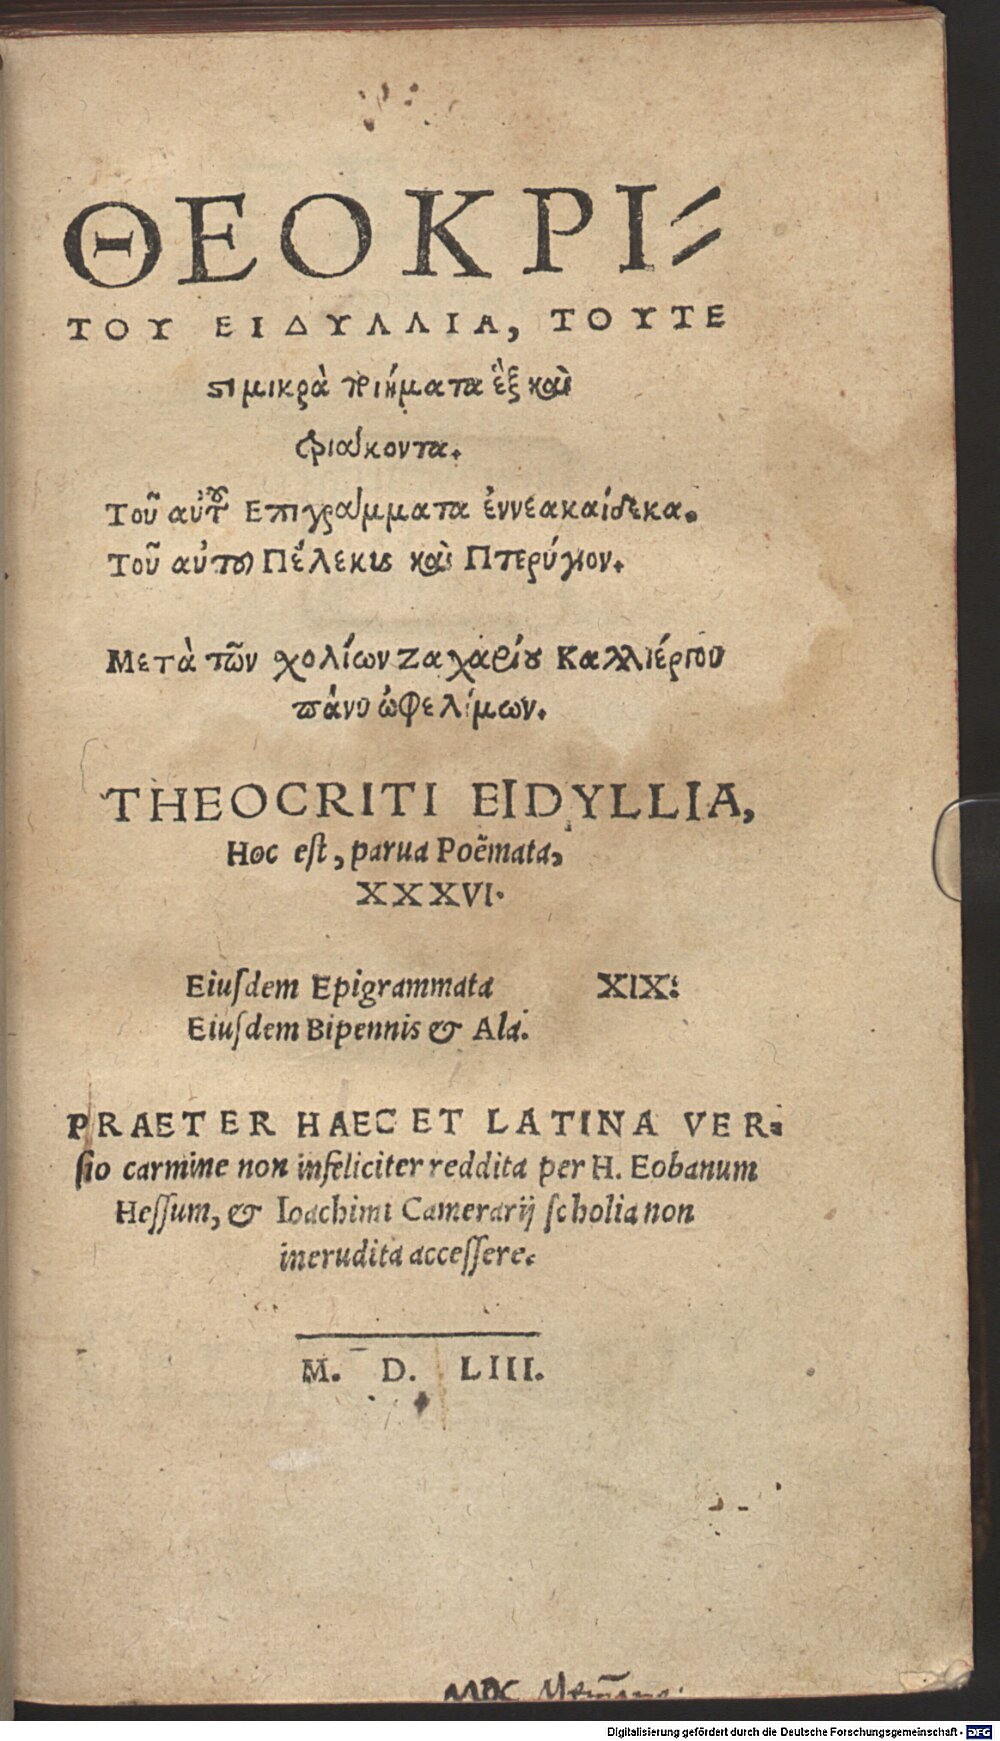 ΘΕΟΚΡΙ⸗
ΤΟΥ ΕΙΔΥΛΛΙΑ, ΤΟΥΤΕ
ϛι μικρὰ ποιήματα ἓξ καὶ
τριάκοντα.
Τοῦ αὐτοῦ Επιγράμματα ἐννεακαίδεκα.
Τοῦ αὐτοῦ Πέλεκυς καὶ Πτερύγιον.
Μετὰ τῶν σχολίων Ζαχαρίου Καλλιέργου
πάνυ ὠφελίμων.
THEOCRITI EIDYLLIA,
Hoc eſt, parua Poëmata,
XXXVI.
Eiuſdem Epigrammata XIX.
Eiuſdem Bipennis & Ala.
PRAETER HAEC ET LATINA VER⸗
ſio carmine non infeliciter reddita per H. Eobanum
Heſſum, & Ioachimi Camerarij ſcholia non
inerudita acceſſere.
M. D. LIII.
Digitalisierung gefördert durch die Deutsche Forschungsgemeinschaft - DFG